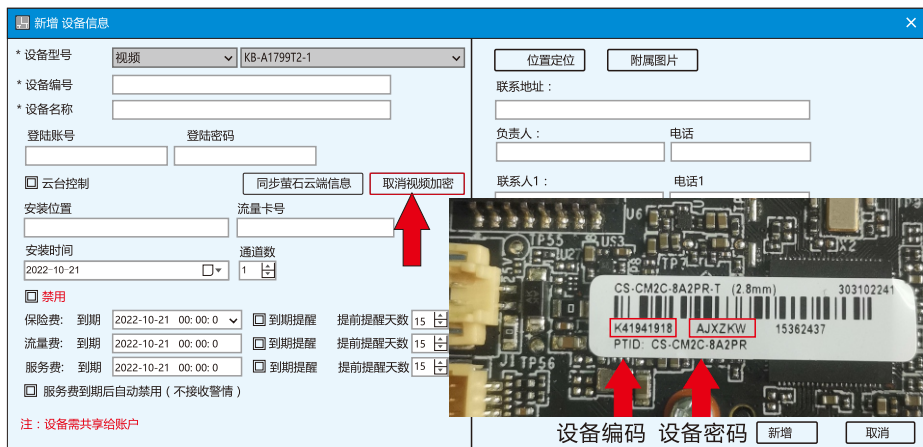 新增 设备信息
* 设备型号 视频 KB-A1799T2-1
* 设备编号
* 设备名称
登陆账号 登陆密码
云台控制 同步萤石云端信息 取消视频加密
安装位置 流量卡号
安装时间 通道数
2022-10-21 1
禁用
保险费: 到期 2022-10-21 00: 00: 0 到期提醒 提前提醒天数 15
流量费: 到期 2022-10-21 00: 00: 0 到期提醒 提前提醒天数 15
服务费: 到期 2022-10-21 00: 00: 0 到期提醒 提前提醒天数 15
服务费到期后自动禁用 ( 不接收警情 )
注：设备需共享给账户
位置定位 附属图片
联系地址：
负责人： 电话
联系人1： 电话1
U6
TP55
US3
IU2
TP7
X2
CS-CM2C-8A2PR-T (2.8mm) 303102241
K41941918 AJXZKW 15362437
PTID: CS-CM2C-8A2PR
J1
TP56
设备编码 设备密码 新增 取消